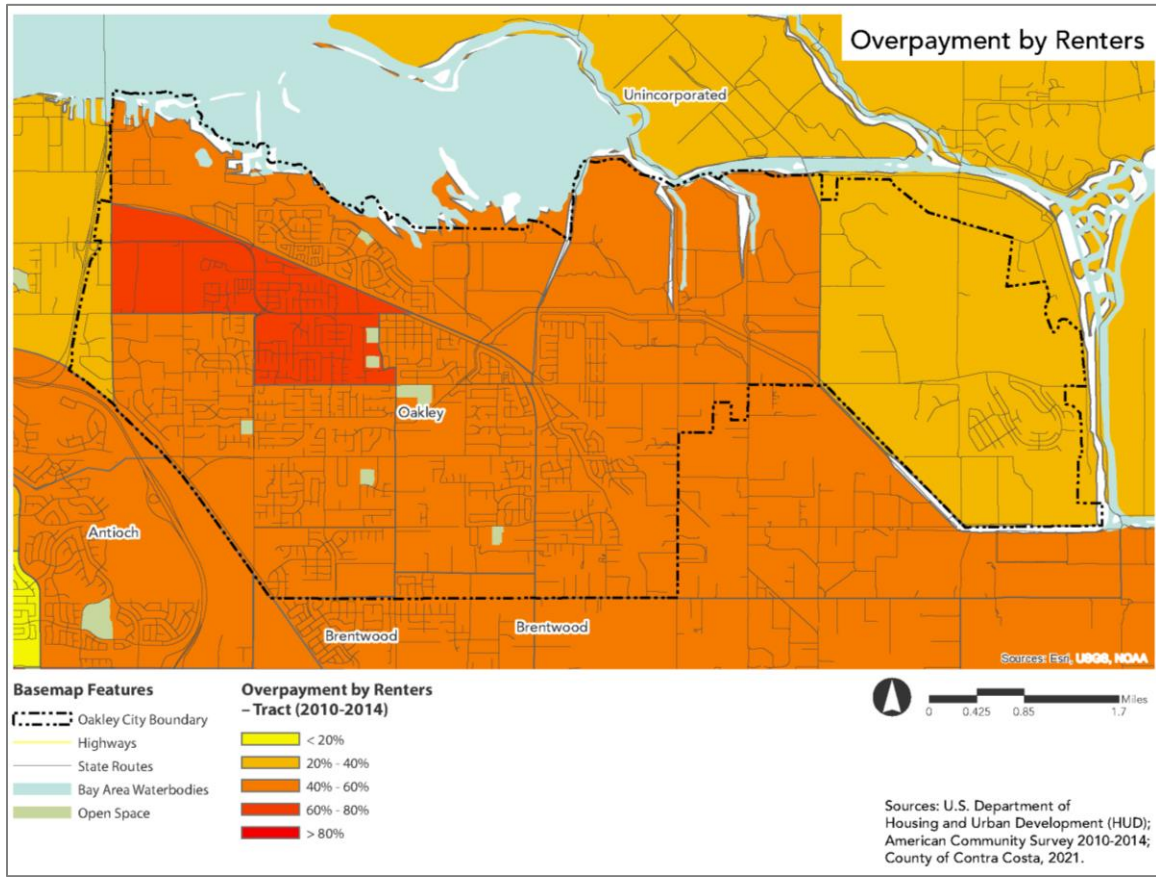 Overpayment by Renters
Unincorporated
Oakley
Antioch
Brentwood
Brentwood
Sources: Esri, USGS, NOAA
Basemap Features
Oakley City Boundary
Highways
State Routes
Bay Area Waterbodies
Open Space
Overpayment by Renters
– Tract (2010-2014)
< 20%
20% - 40%
40% - 60%
60% - 80%
> 80%
Miles
0 0.425 0.85 1.7
Sources: U.S. Department of
Housing and Urban Development (HUD);
American Community Survey 2010-2014;
County of Contra Costa, 2021.